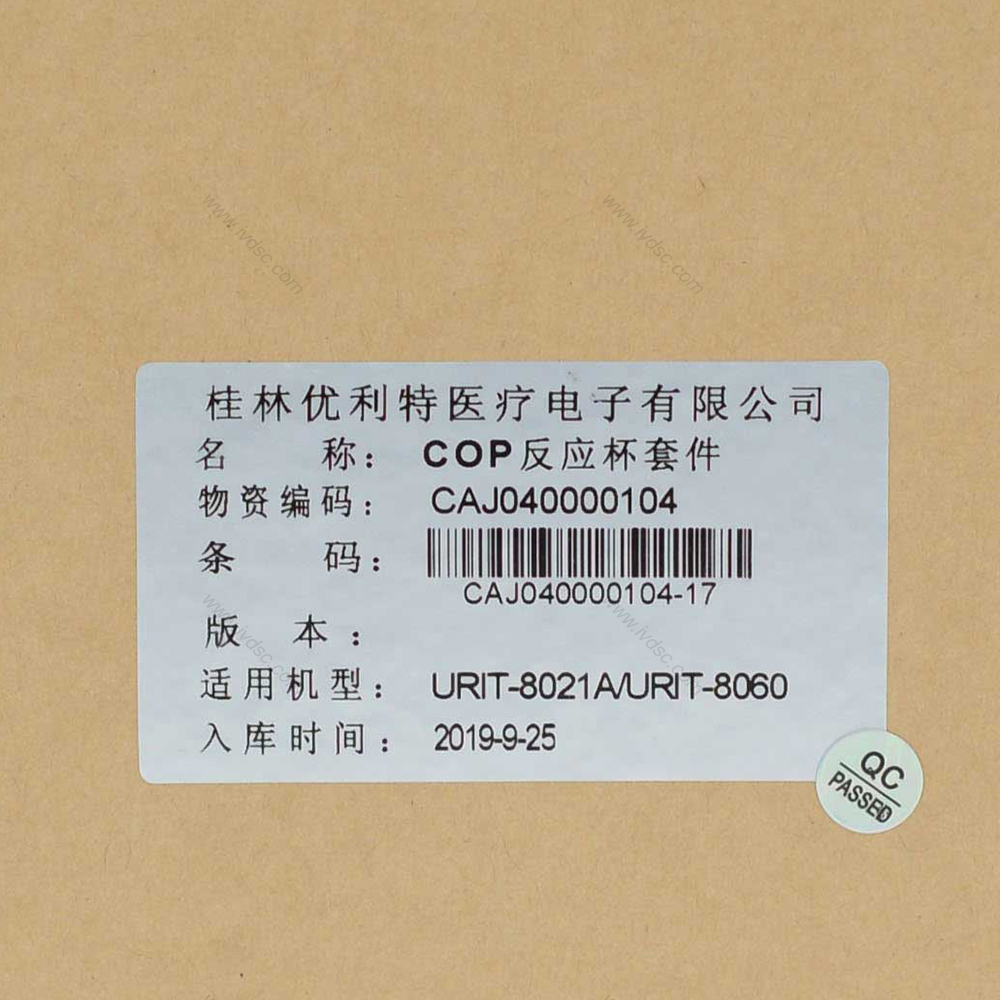 www.ivdsc.com
www.ivdsc.com
桂林优利特医疗电子有限公司
名 称： COP反应杯套件
物资编码： CAJ040000104
条 码：
CAJ040000104-17
www.ivdsc.com
www.ivdsc.com
版 本：
适用机型： URIT-8021A/URIT-8060
入库时间： 2019-9-25
QC
PASSED